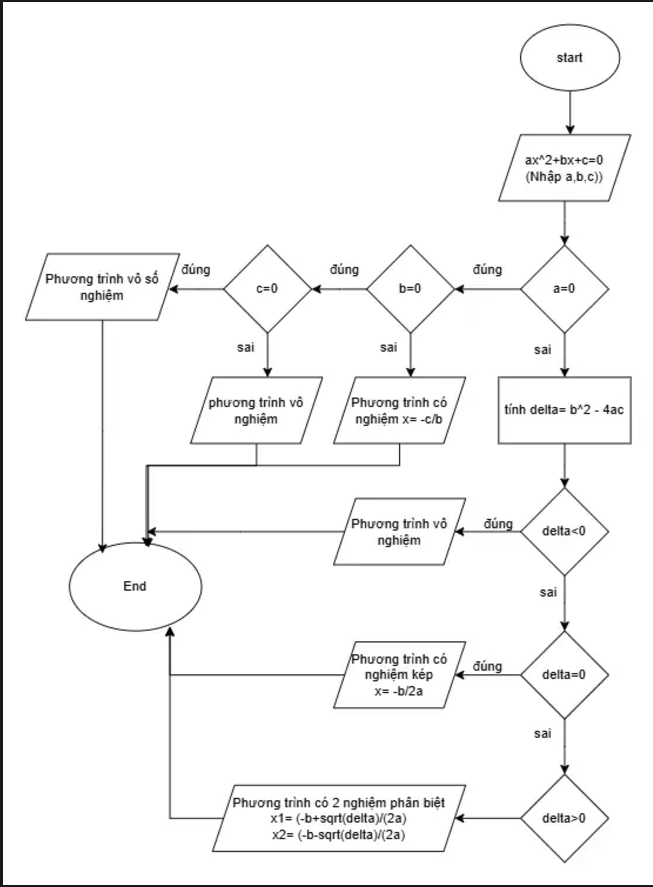 start
ax^2+bx+c=0
(Nhập a,b,c))
a=0
đúng
b=0
đúng
c=0
đúng
Phương trình vô số
nghiệm
sai
sai
sai
phương trình vô
nghiệm
Phương trình có
nghiệm x= -c/b
tính delta= b^2 - 4ac
delta<0
đúng
Phương trình vô
nghiệm
End
sai
delta=0
đúng
Phương trình có
nghiệm kép
x= -b/2a
sai
delta>0
Phương trình có 2 nghiệm phân biệt
x1= (-b+sqrt(delta)/(2a)
x2= (-b-sqrt(delta)/(2a)